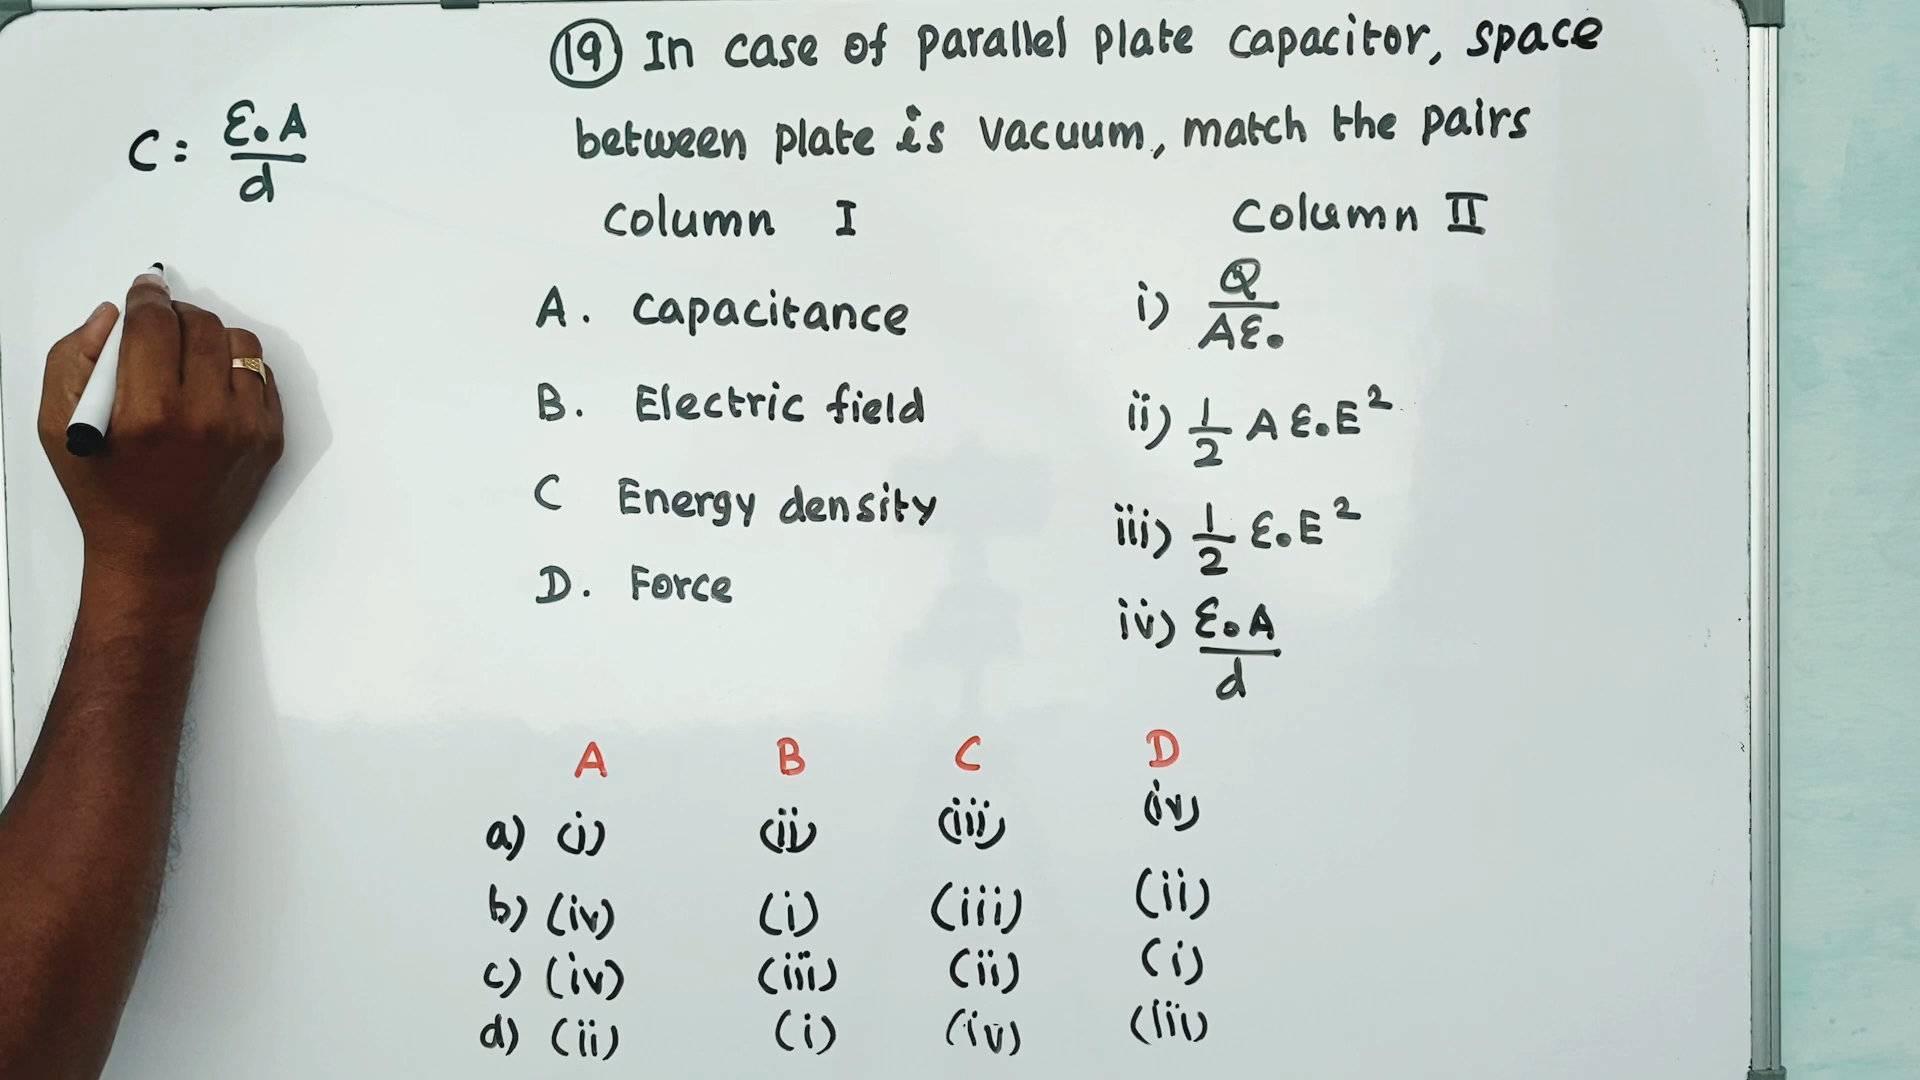 19 In case of parallel plate capacitor, space
between plate is vacuum, match the pairs
C = ε₀A/d
Column I Column II
A. Capacitance i) Q/Aε₀
B. Electric field ii) 1/2 Aε₀E²
C Energy density iii) 1/2 ε₀E²
D. Force iv) ε₀A/d
A B C D
a) (i) (ii) (iii) (iv)
b) (iv) (i) (iii) (ii)
c) (iv) (iii) (ii) (i)
d) (ii) (i) (iv) (iii)